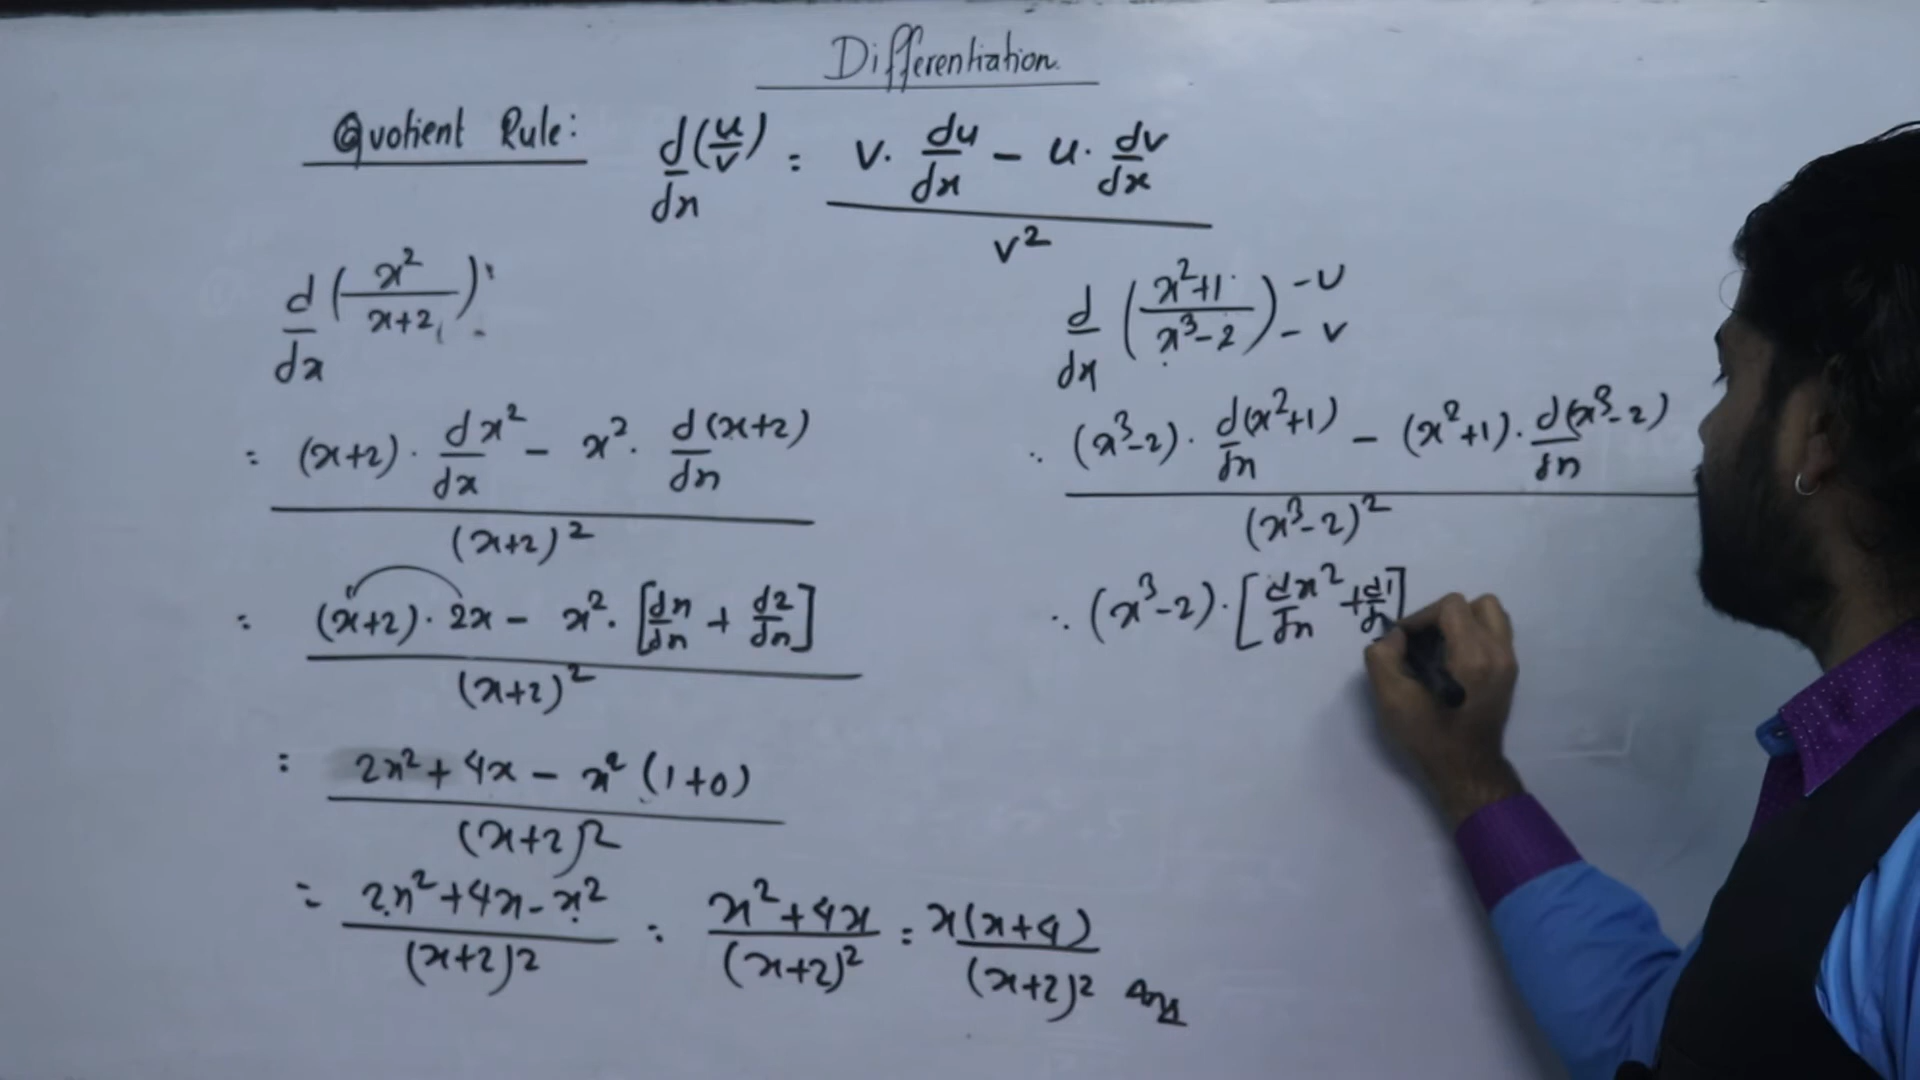 Differentiation.
Quotient Rule: d/dx (u/v) = (v · du/dx − u · dv/dx) / v²
d/dx (x² / (x+2))
= ((x+2) · d/dx x² − x² · d/dx (x+2)) / (x+2)²
= ((x+2) · 2x − x² · [dx/dx + d2/dx]) / (x+2)²
= (2x² + 4x − x² (1+0)) / (x+2)²
= (2x² + 4x − x²) / (x+2)² = (x² + 4x) / (x+2)² = x(x+4) / (x+2)² Ans
d/dx ((x²+1) / (x³−2)) – U – V
= ((x³−2) · d/dx (x²+1) − (x²+1) · d/dx (x³−2)) / (x³−2)²
= (x³−2) · [d/dx x² + d1/dx]